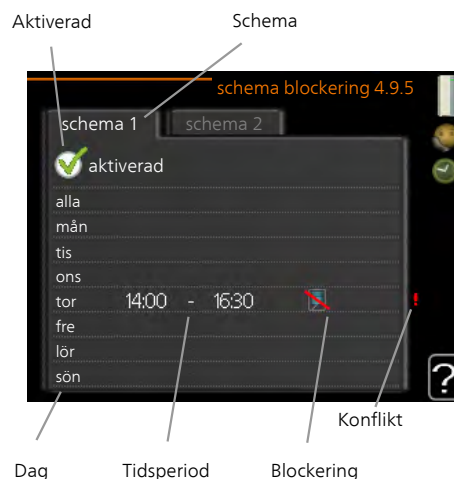 Aktiverad Schema
schema blockering 4.9.5
schema 1 schema 2
aktiverad
alla
mån
tis
ons
tor 14:00 - 16:30 !
fre
lör
sön
?
Konflikt
Dag Tidsperiod Blockering